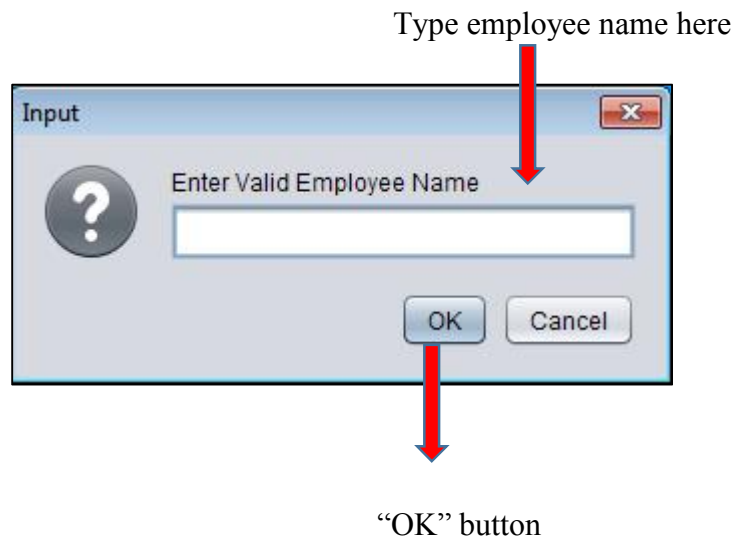 Type employee name here
Input
Enter Valid Employee Name
OK Cancel
“OK” button